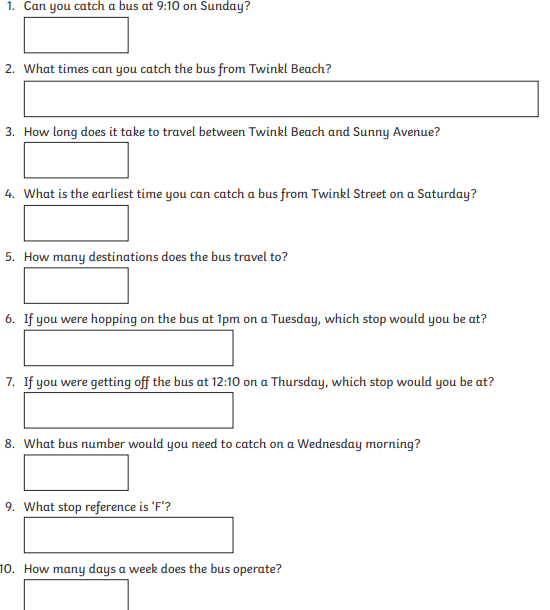 1. Can you catch a bus at 9:10 on Sunday?
2. What times can you catch the bus from Twinkl Beach?
3. How long does it take to travel between Twinkl Beach and Sunny Avenue?
4. What is the earliest time you can catch a bus from Twinkl Street on a Saturday?
5. How many destinations does the bus travel to?
6. If you were hopping on the bus at 1pm on a Tuesday, which stop would you be at?
7. If you were getting off the bus at 12:10 on a Thursday, which stop would you be at?
8. What bus number would you need to catch on a Wednesday morning?
9. What stop reference is ‘F’?
10. How many days a week does the bus operate?